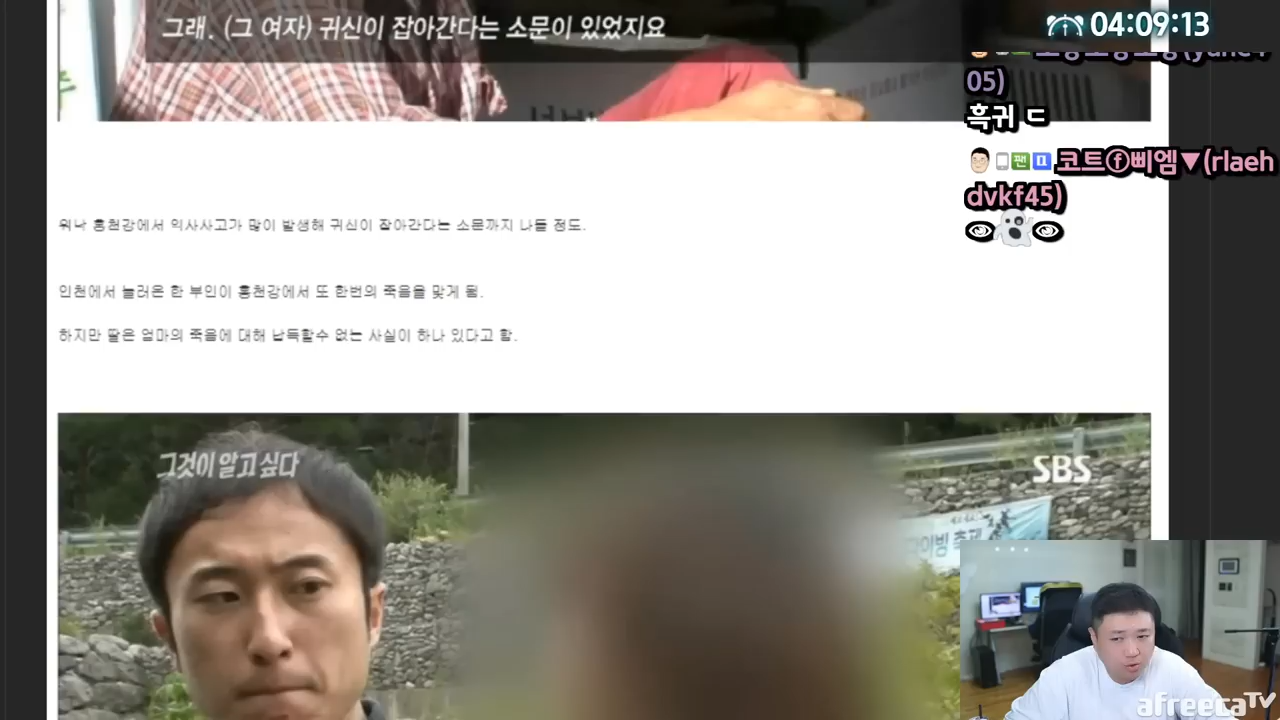 그래. (그 여자) 귀신이 잡아간다는 소문이 있었지요
04:09:13
05)
흑귀 ㄷ
팬 코트ⓕ삐엠▼(rlaeh
dvkf45)
워낙 홍천강에서 익사사고가 많이 발생해 귀신이 잡아간다는 소문까지 나돌 정도.
인천에서 놀러온 한 부인이 홍천강에서 또 한번의 죽음을 맞게 됨.
하지만 딸은 엄마의 죽음에 대해 납득할수 없는 사실이 하나 있다고 함.
그것이 알고싶다
SBS
afreecaTV